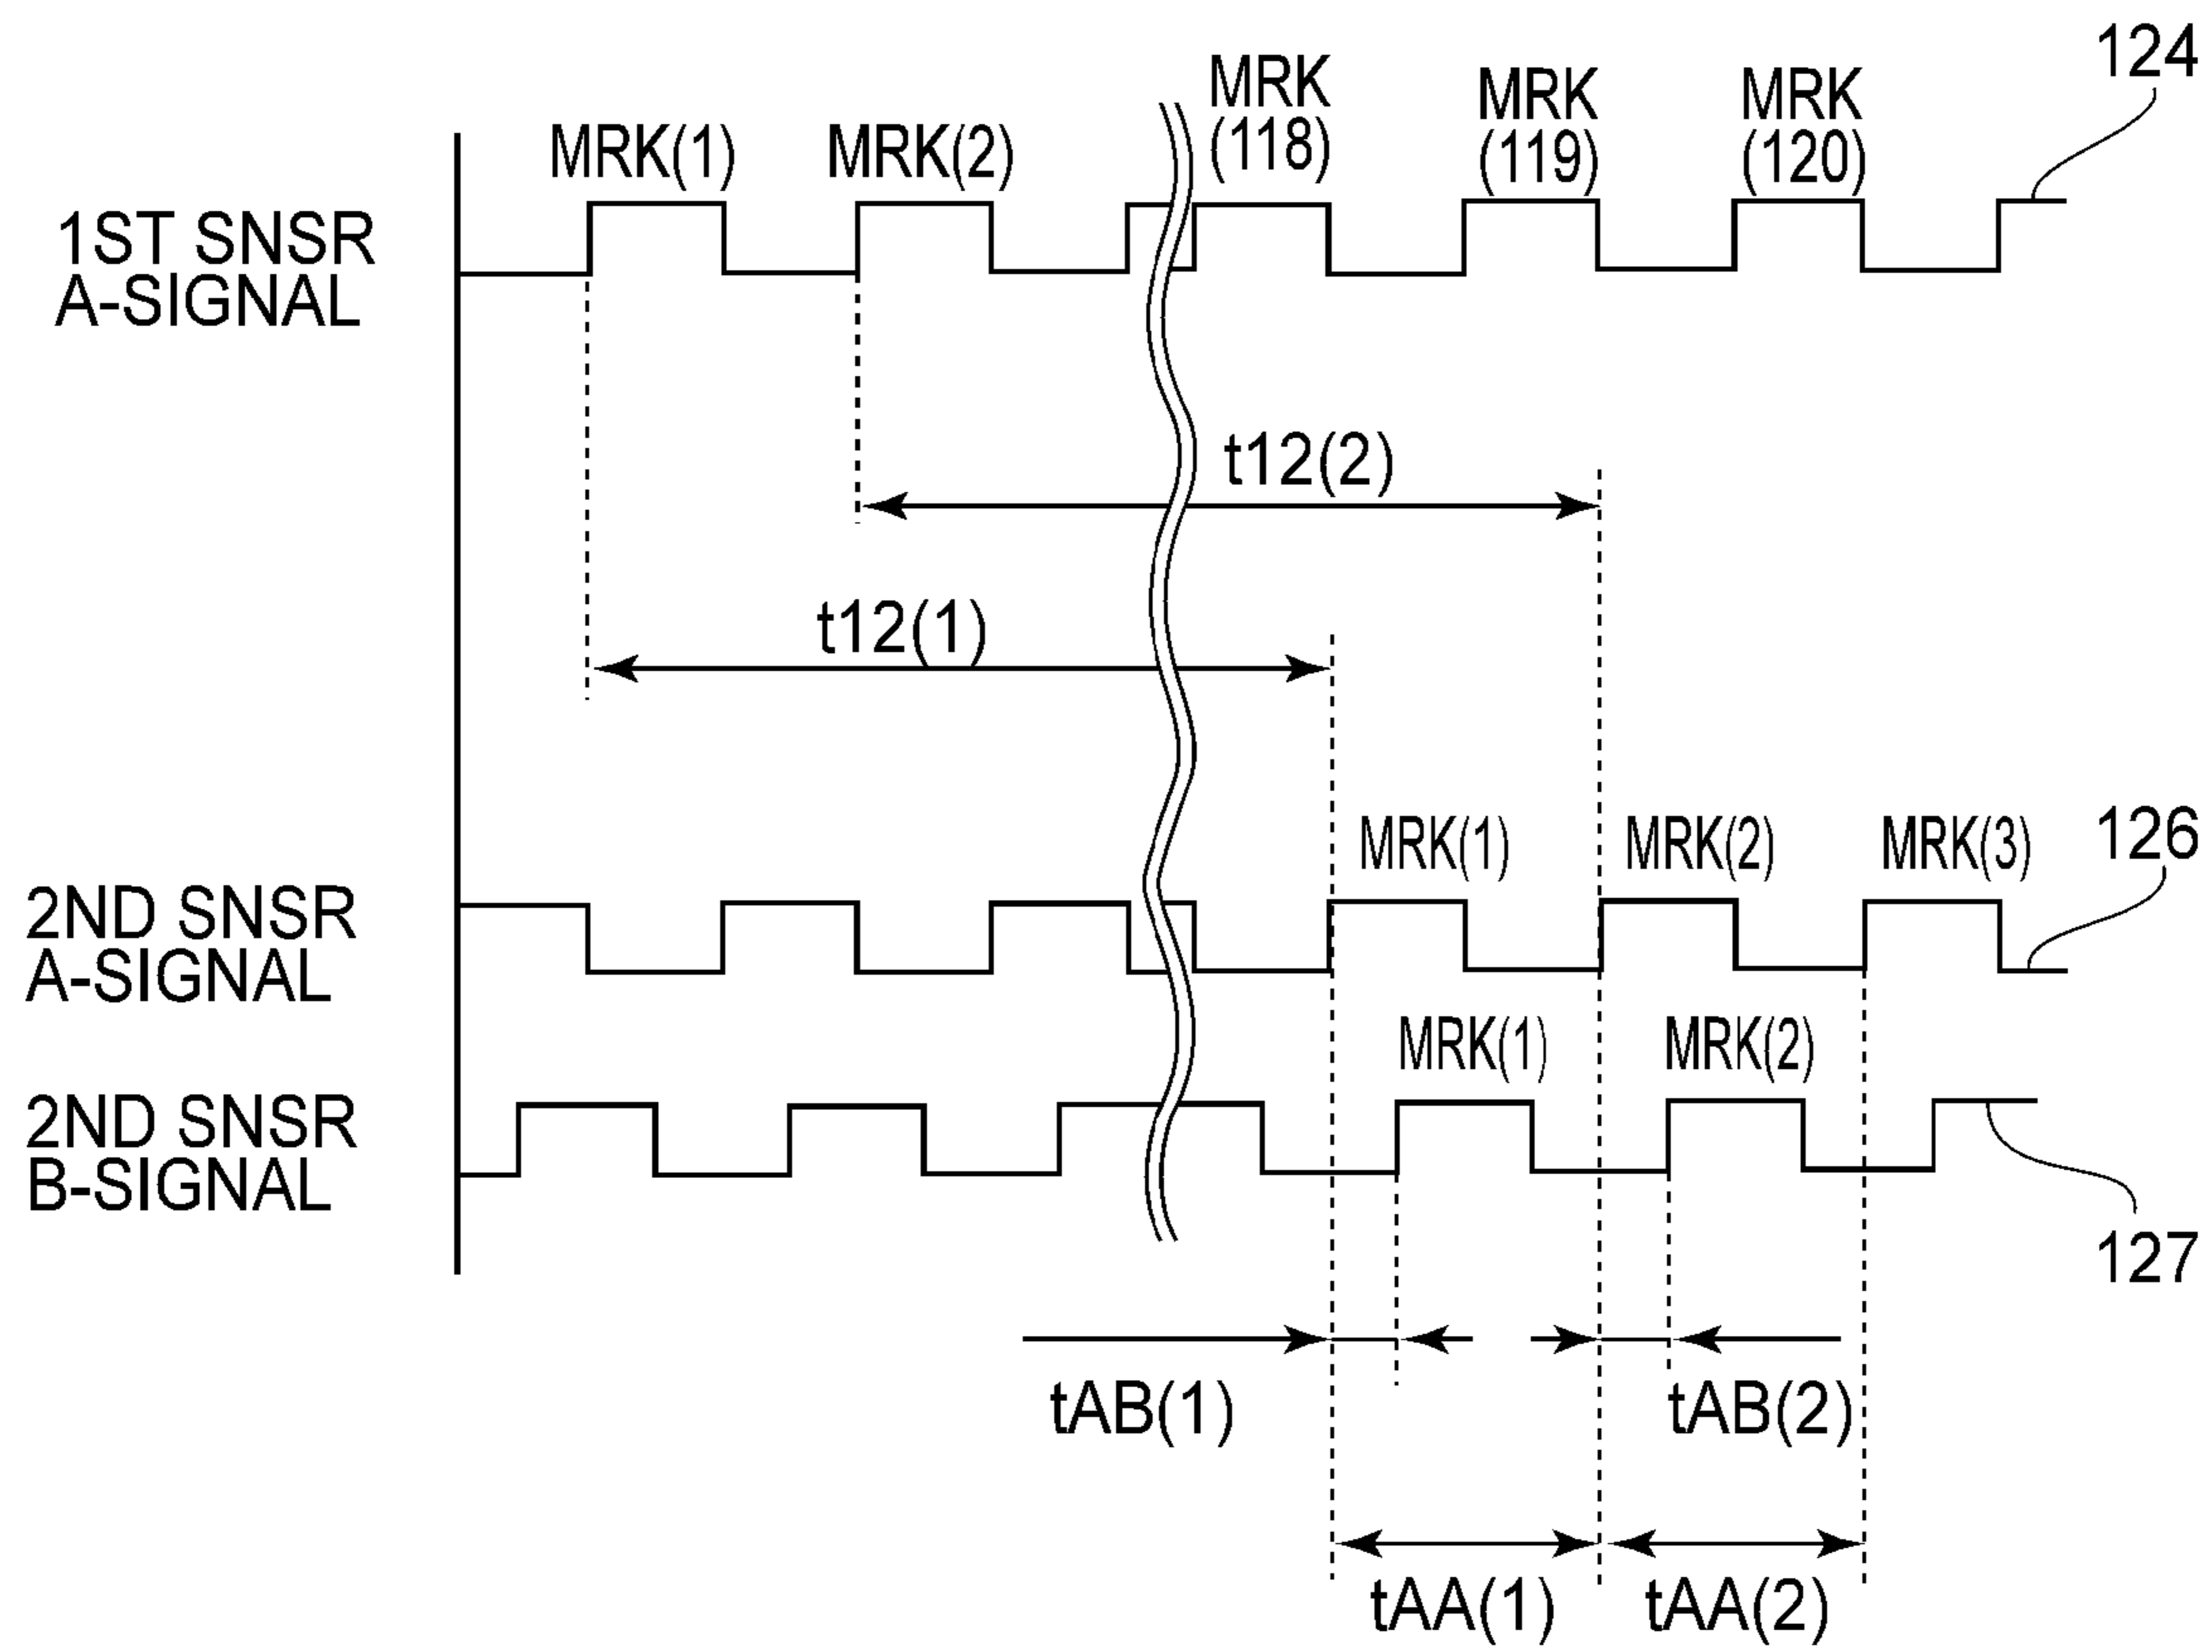 124
MRK
(118)
MRK
(119)
MRK
(120)
MRK(1)
MRK(2)
1ST SNSR
A-SIGNAL
t12(2)
t12(1)
MRK(1)
MRK(2)
MRK(3)
126
2ND SNSR
A-SIGNAL
MRK(1)
MRK(2)
2ND SNSR
B-SIGNAL
127
tAB(1)
tAB(2)
tAA(1)
tAA(2)